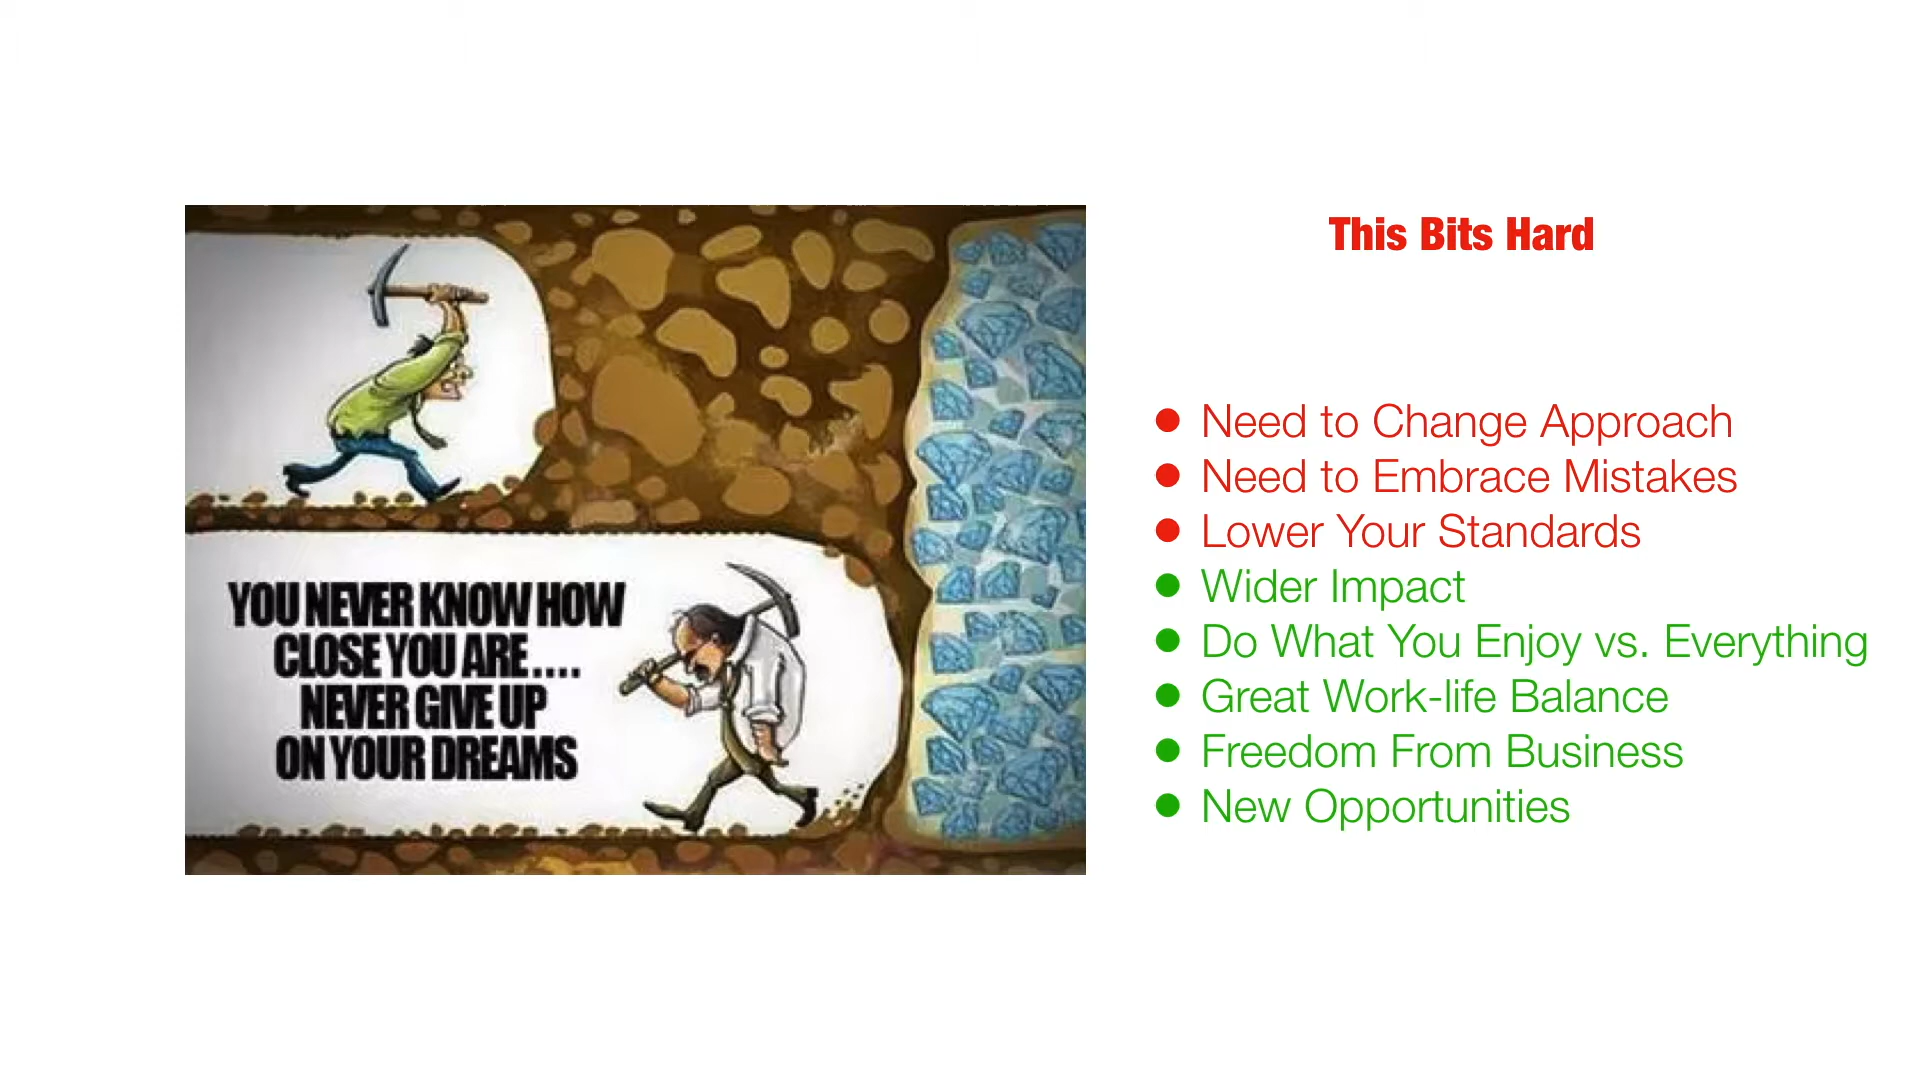 YOU NEVER KNOW HOW
CLOSE YOU ARE....
NEVER GIVE UP
ON YOUR DREAMS
This Bits Hard
Need to Change Approach
Need to Embrace Mistakes
Lower Your Standards
Wider Impact
Do What You Enjoy vs. Everything
Great Work-life Balance
Freedom From Business
New Opportunities